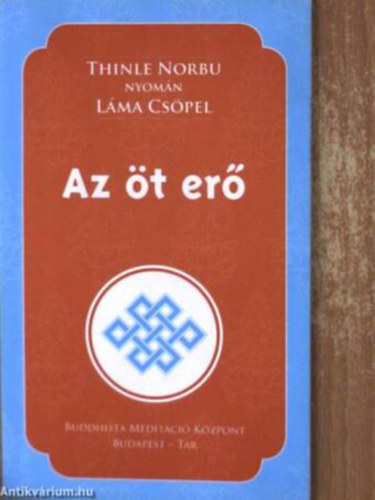 THINLE NORBU
NYOMÁN
LÁMA CSÖPEL
Az öt erő
BUDDHISTA MEDITÁCIÓ KÖZPONT
BUDAPEST – TAR
Antikvárium.hu